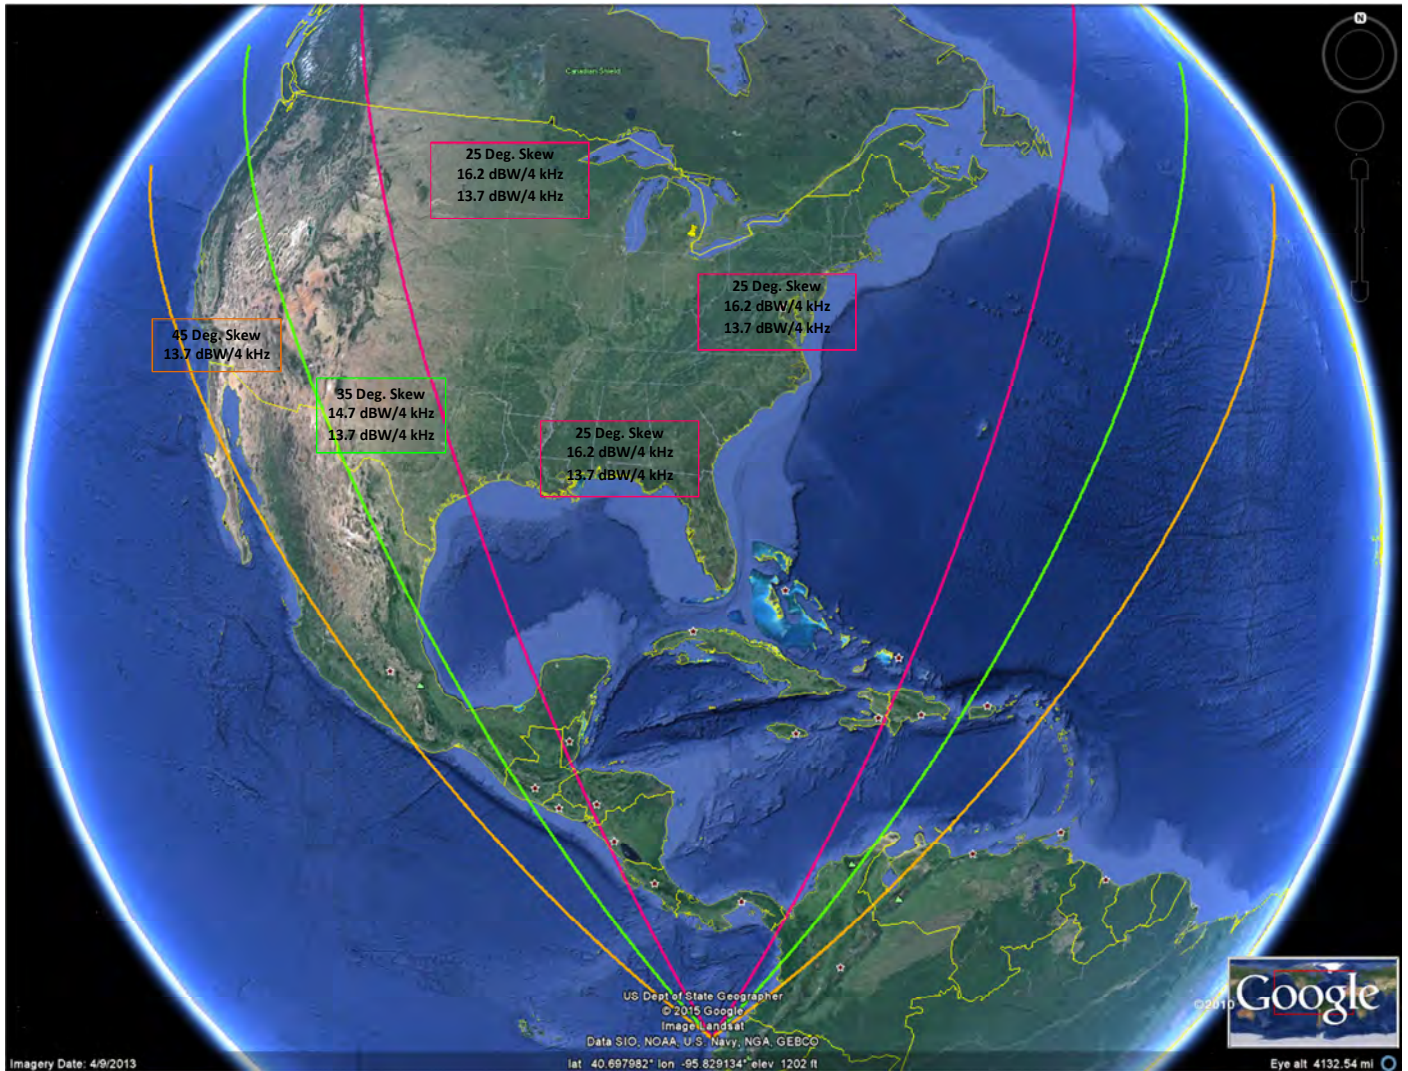 N
Canadian Shield
25 Deg. Skew
16.2 dBW/4 kHz
13.7 dBW/4 kHz
25 Deg. Skew
16.2 dBW/4 kHz
13.7 dBW/4 kHz
45 Deg. Skew
13.7 dBW/4 kHz
35 Deg. Skew
14.7 dBW/4 kHz
13.7 dBW/4 kHz
25 Deg. Skew
16.2 dBW/4 kHz
13.7 dBW/4 kHz
US Dept of State Geographer
© 2015 Google
Image Landsat
Data SIO, NOAA, U.S. Navy, NGA, GEBCO
©2010 Google
Imagery Date: 4/9/2013
lat 40.697982° lon -95.829134° elev 1202 ft
Eye alt 4132.54 mi